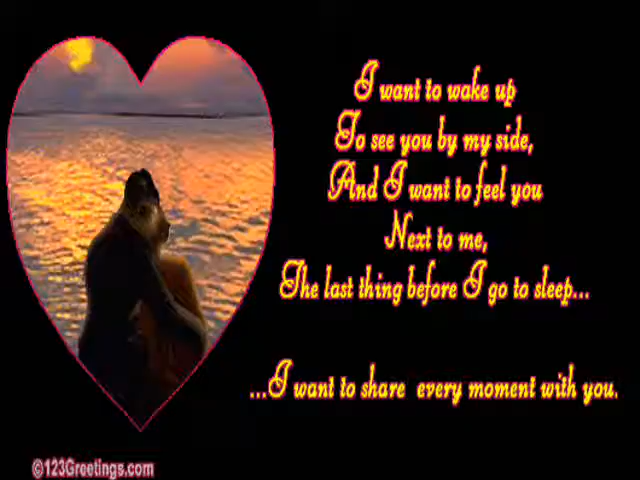 I want to wake up
To see you by my side,
And I want to feel you
Next to me,
The last thing before I go to sleep...
...I want to share every moment with you.
©123Greetings.com